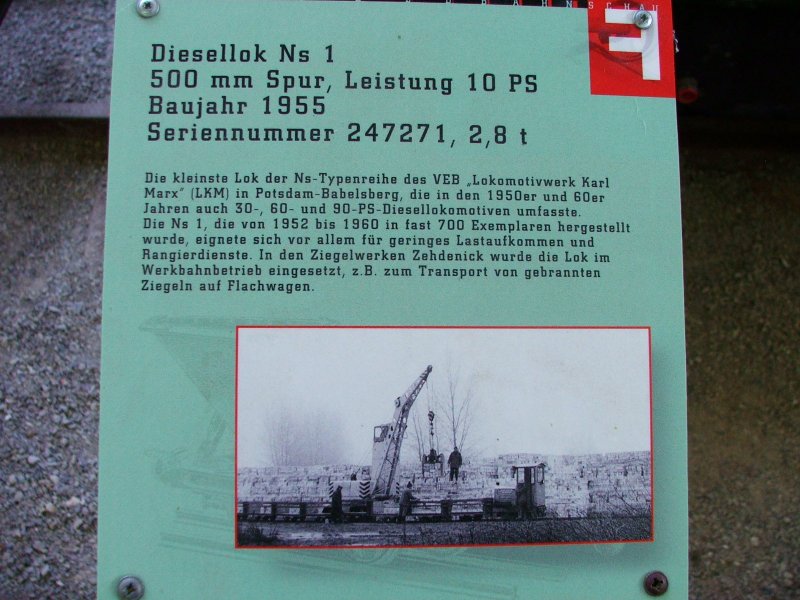 Diesellok Ns 1
500 mm Spur, Leistung 10 PS
Baujahr 1955
Seriennummer 247271, 2,8 t
Die kleinste Lok der Ns-Typenreihe des VEB „Lokomotivwerk Karl
Marx" (LKM) in Potsdam-Babelsberg, die in den 1950er und 60er
Jahren auch 30-, 60- und 90-PS-Diesellokomotiven umfasste.
Die Ns 1, die von 1952 bis 1960 in fast 700 Exemplaren hergestellt
wurde, eignete sich vor allem für geringes Lastaufkommen und
Rangierdienste. In den Ziegelwerken Zehdenick wurde die Lok im
Werkbahnbetrieb eingesetzt, z.B. zum Transport von gebrannten
Ziegeln auf Flachwagen.